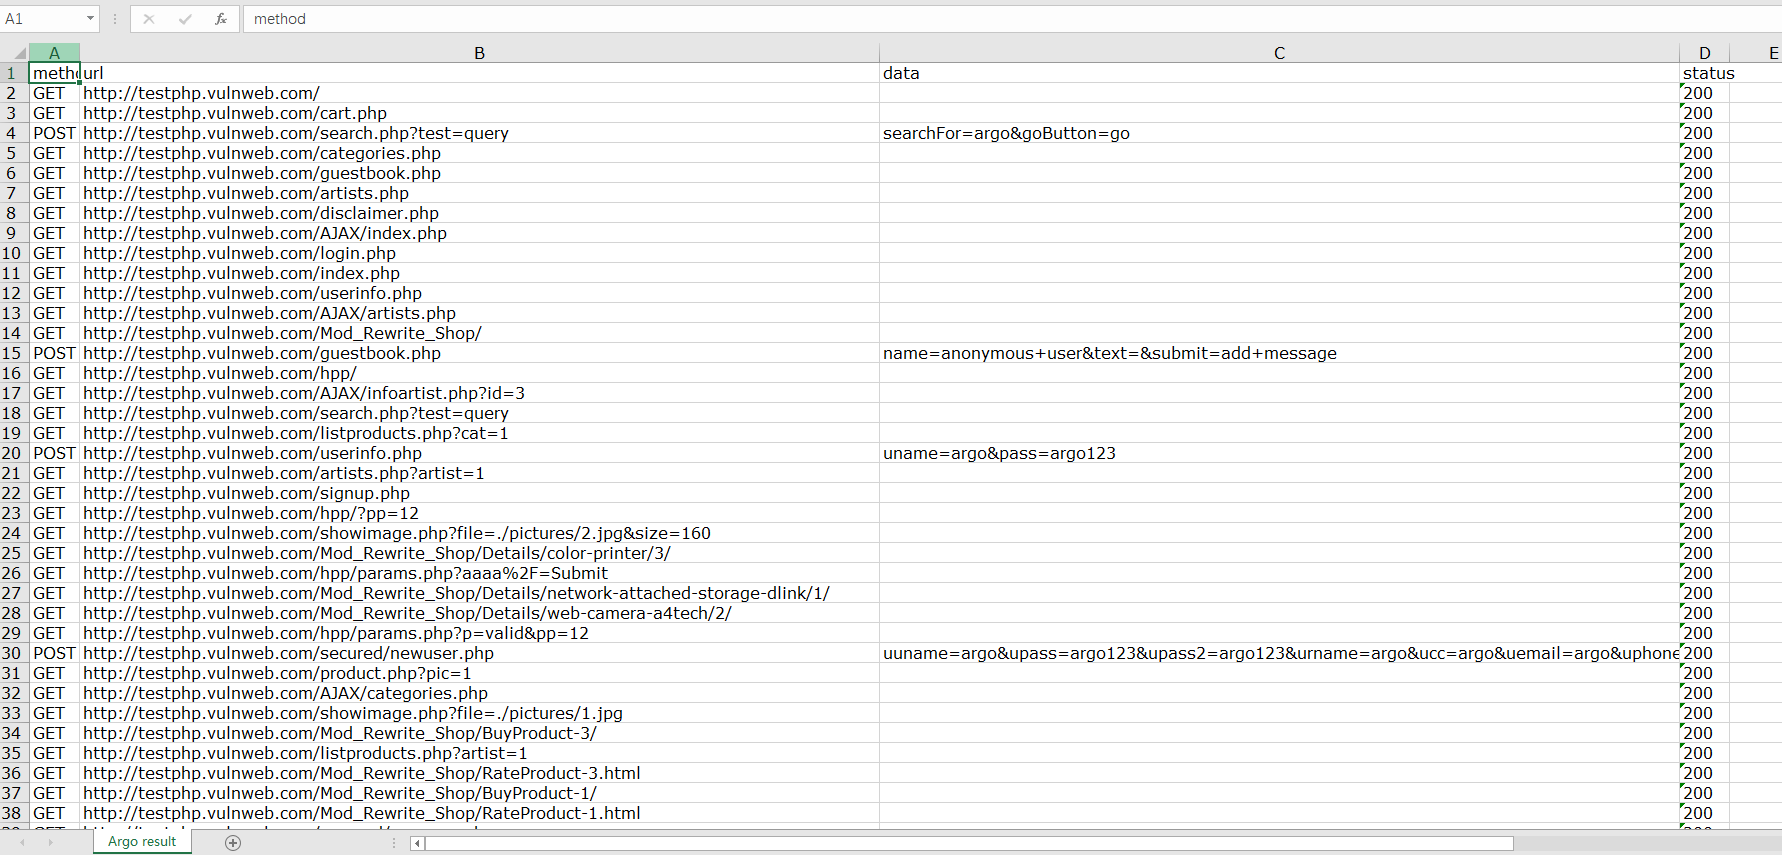 A1 fx method
A B C D E
1 metho url data status
2 GET http://testphp.vulnweb.com/ 200
3 GET http://testphp.vulnweb.com/cart.php 200
4 POST http://testphp.vulnweb.com/search.php?test=query searchFor=argo&goButton=go 200
5 GET http://testphp.vulnweb.com/categories.php 200
6 GET http://testphp.vulnweb.com/guestbook.php 200
7 GET http://testphp.vulnweb.com/artists.php 200
8 GET http://testphp.vulnweb.com/disclaimer.php 200
9 GET http://testphp.vulnweb.com/AJAX/index.php 200
10 GET http://testphp.vulnweb.com/login.php 200
11 GET http://testphp.vulnweb.com/index.php 200
12 GET http://testphp.vulnweb.com/userinfo.php 200
13 GET http://testphp.vulnweb.com/AJAX/artists.php 200
14 GET http://testphp.vulnweb.com/Mod_Rewrite_Shop/ 200
15 POST http://testphp.vulnweb.com/guestbook.php name=anonymous+user&text=&submit=add+message 200
16 GET http://testphp.vulnweb.com/hpp/ 200
17 GET http://testphp.vulnweb.com/AJAX/infoartist.php?id=3 200
18 GET http://testphp.vulnweb.com/search.php?test=query 200
19 GET http://testphp.vulnweb.com/listproducts.php?cat=1 200
20 POST http://testphp.vulnweb.com/userinfo.php uname=argo&pass=argo123 200
21 GET http://testphp.vulnweb.com/artists.php?artist=1 200
22 GET http://testphp.vulnweb.com/signup.php 200
23 GET http://testphp.vulnweb.com/hpp/?pp=12 200
24 GET http://testphp.vulnweb.com/showimage.php?file=./pictures/2.jpg&size=160 200
25 GET http://testphp.vulnweb.com/Mod_Rewrite_Shop/Details/color-printer/3/ 200
26 GET http://testphp.vulnweb.com/hpp/params.php?aaaa%2F=Submit 200
27 GET http://testphp.vulnweb.com/Mod_Rewrite_Shop/Details/network-attached-storage-dlink/1/ 200
28 GET http://testphp.vulnweb.com/Mod_Rewrite_Shop/Details/web-camera-a4tech/2/ 200
29 GET http://testphp.vulnweb.com/hpp/params.php?p=valid&pp=12 200
30 POST http://testphp.vulnweb.com/secured/newuser.php uuname=argo&upass=argo123&upass2=argo123&urname=argo&ucc=argo&uemail=argo&uphone 200
31 GET http://testphp.vulnweb.com/product.php?pic=1 200
32 GET http://testphp.vulnweb.com/AJAX/categories.php 200
33 GET http://testphp.vulnweb.com/showimage.php?file=./pictures/1.jpg 200
34 GET http://testphp.vulnweb.com/Mod_Rewrite_Shop/BuyProduct-3/ 200
35 GET http://testphp.vulnweb.com/listproducts.php?artist=1 200
36 GET http://testphp.vulnweb.com/Mod_Rewrite_Shop/RateProduct-3.html 200
37 GET http://testphp.vulnweb.com/Mod_Rewrite_Shop/BuyProduct-1/ 200
38 GET http://testphp.vulnweb.com/Mod_Rewrite_Shop/RateProduct-1.html 200
Argo result